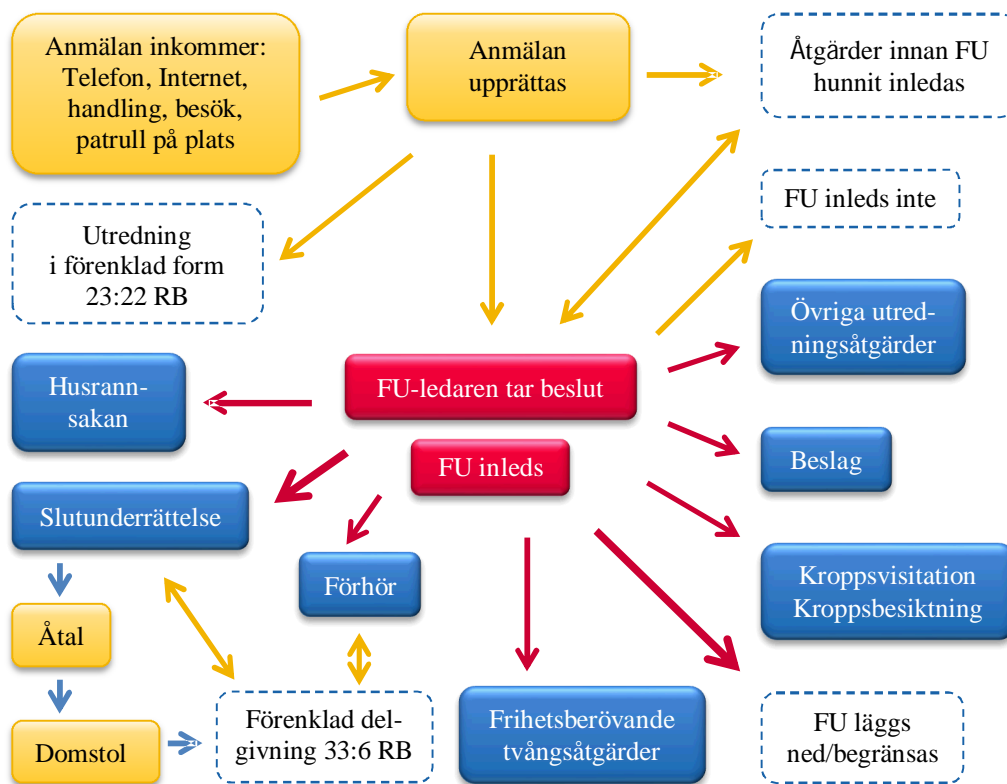 Anmälan inkommer:
Telefon, Internet,
handling, besök,
patrull på plats
Anmälan
upprättas
Åtgärder innan FU
hunnit inledas
FU inleds inte
Utredning
i förenklad form
23:22 RB
Övriga utred-
ningsåtgärder
Husrann-
sakan
FU-ledaren tar beslut
FU inleds
Beslag
Slutunderrättelse
Förhör
Kroppsvisitation
Kroppsbesiktning
Åtal
Domstol
Förenklad del-
givning 33:6 RB
Frihetsberövande
tvångsåtgärder
FU läggs
ned/begränsas